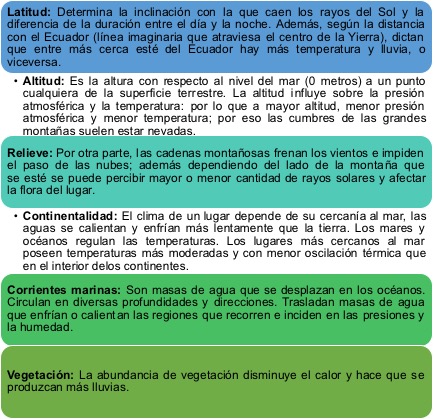 Latitud: Determina la inclinación con la que caen los rayos del Sol y la
diferencia de la duración entre el día y la noche. Además, según la distancia
con el Ecuador (línea imaginaria que atraviesa el centro de la Yierra), dictan
que entre más cerca esté del Ecuador hay más temperatura y lluvia, o
viceversa.
• Altitud: Es la altura con respecto al nivel del mar (0 metros) a un punto
cualquiera de la superficie terrestre. La altitud influye sobre la presión
atmosférica y la temperatura: por lo que a mayor altitud, menor presión
atmosférica y menor temperatura; por eso las cumbres de las grandes
montañas suelen estar nevadas.
Relieve: Por otra parte, las cadenas montañosas frenan los vientos e impiden
el paso de las nubes; además dependiendo del lado de la montaña que
se esté se puede percibir mayor o menor cantidad de rayos solares y afectar
la flora del lugar.
• Continentalidad: El clima de un lugar depende de su cercanía al mar, las
aguas se calientan y enfrían más lentamente que la tierra. Los mares y
océanos regulan las temperaturas. Los lugares más cercanos al mar
poseen temperaturas más moderadas y con menor oscilación térmica que
en el interior delos continentes.
Corrientes marinas: Son masas de agua que se desplazan en los océanos.
Circulan en diversas profundidades y direcciones. Trasladan masas de agua
que enfrían o calientan las regiones que recorren e inciden en las presiones y
la humedad.
Vegetación: La abundancia de vegetación disminuye el calor y hace que se
produzcan más lluvias.